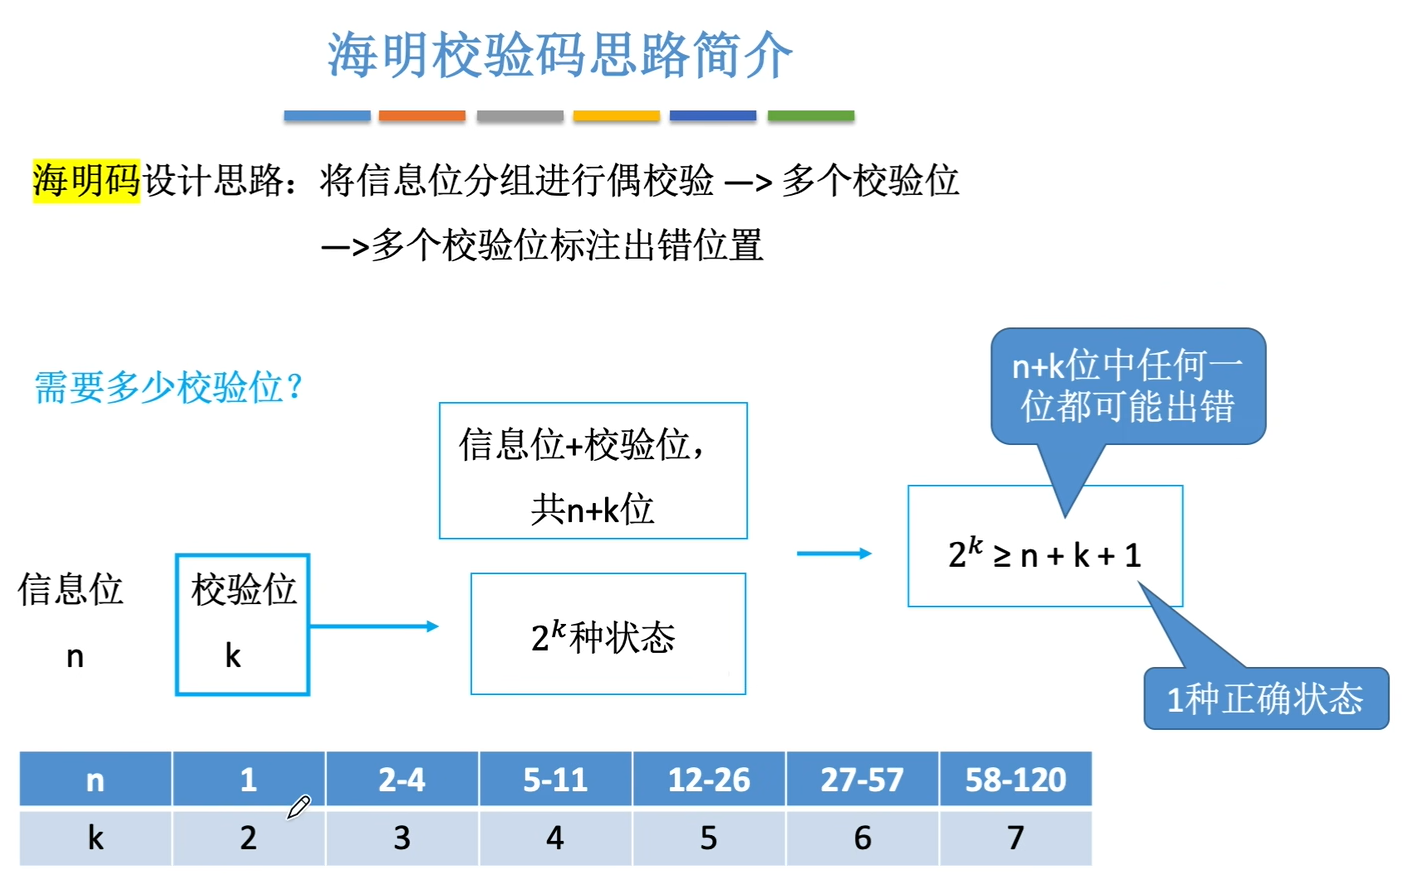 海明校验码思路简介
海明码设计思路：将信息位分组进行偶校验 —> 多个校验位
—>多个校验位标注出错位置
需要多少校验位？
n+k位中任何一
位都可能出错
信息位+校验位，
共n+k位
2^k ≥ n + k + 1
信息位
n
校验位
k
2^k种状态
1种正确状态
n 1 2-4 5-11 12-26 27-57 58-120
k 2 3 4 5 6 7